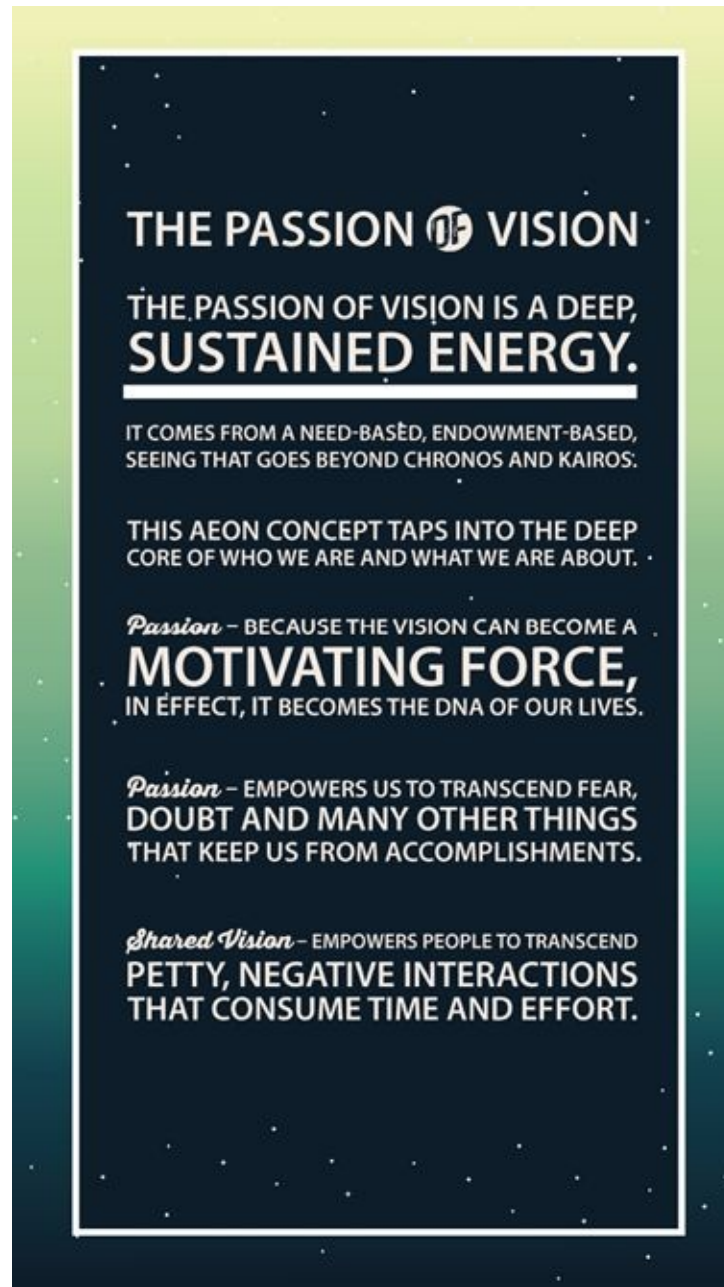 THE PASSION OF VISION
THE PASSION OF VISION IS A DEEP,
SUSTAINED ENERGY.
IT COMES FROM A NEED-BASED, ENDOWMENT-BASED,
SEEING THAT GOES BEYOND CHRONOS AND KAIROS.
THIS AEON CONCEPT TAPS INTO THE DEEP
CORE OF WHO WE ARE AND WHAT WE ARE ABOUT.
Passion – BECAUSE THE VISION CAN BECOME A
MOTIVATING FORCE,
IN EFFECT, IT BECOMES THE DNA OF OUR LIVES.
Passion – EMPOWERS US TO TRANSCEND FEAR,
DOUBT AND MANY OTHER THINGS
THAT KEEP US FROM ACCOMPLISHMENTS.
Shared Vision – EMPOWERS PEOPLE TO TRANSCEND
PETTY, NEGATIVE INTERACTIONS
THAT CONSUME TIME AND EFFORT.